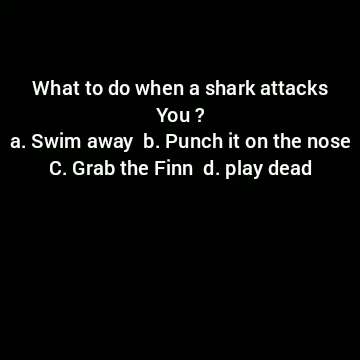 What to do when a shark attacks
You ?
a. Swim away  b. Punch it on the nose
C. Grab the Finn  d. play dead